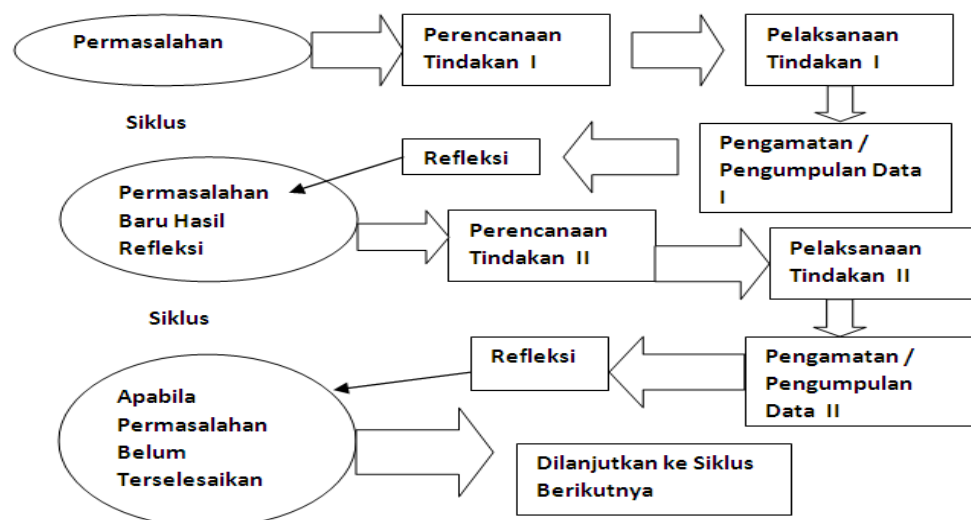 Permasalahan
Perencanaan
Tindakan I
Pelaksanaan
Tindakan I
Siklus
Pengamatan /
Pengumpulan Data
I
Refleksi
Permasalahan
Baru Hasil
Refleksi
Perencanaan
Tindakan II
Pelaksanaan
Tindakan II
Siklus
Pengamatan /
Pengumpulan
Data II
Refleksi
Apabila
Permasalahan
Belum
Terselesaikan
Dilanjutkan ke Siklus
Berikutnya